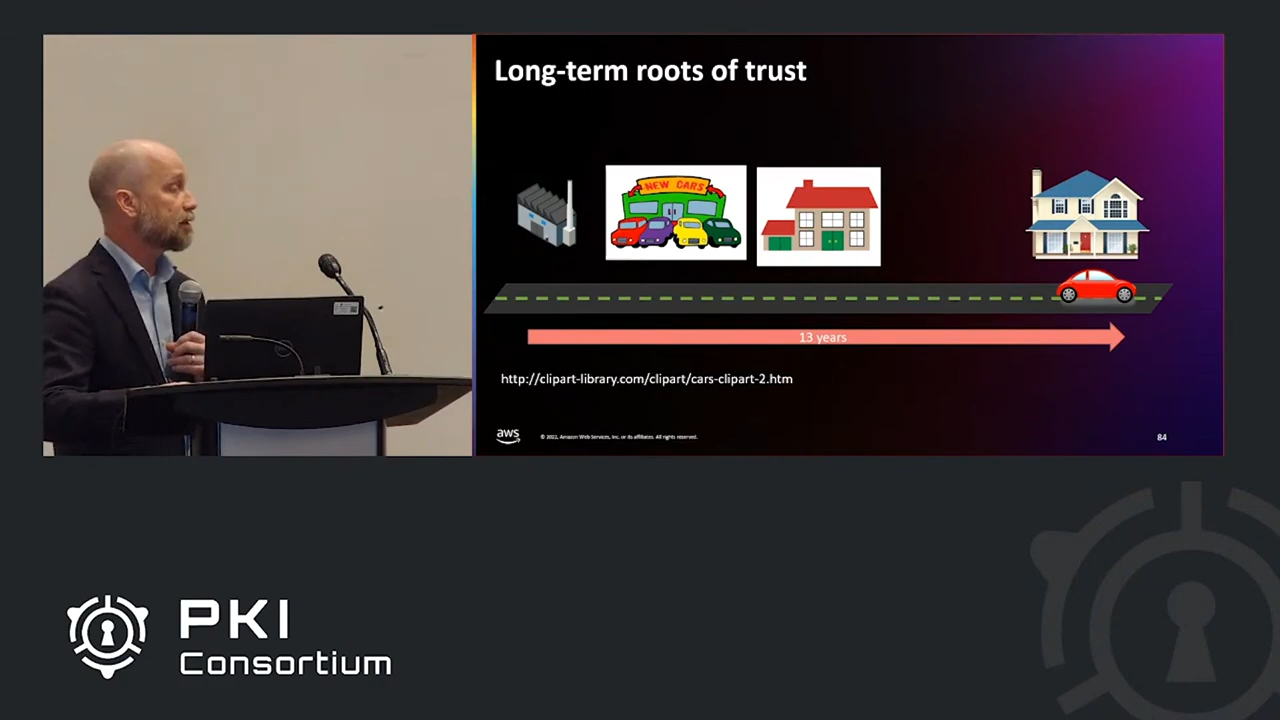 Long-term roots of trust
NEW CARS
13 years
http://clipart-library.com/clipart/cars-clipart-2.htm
aws
© 2022, Amazon Web Services, Inc. or its affiliates. All rights reserved.
84
PKI
Consortium